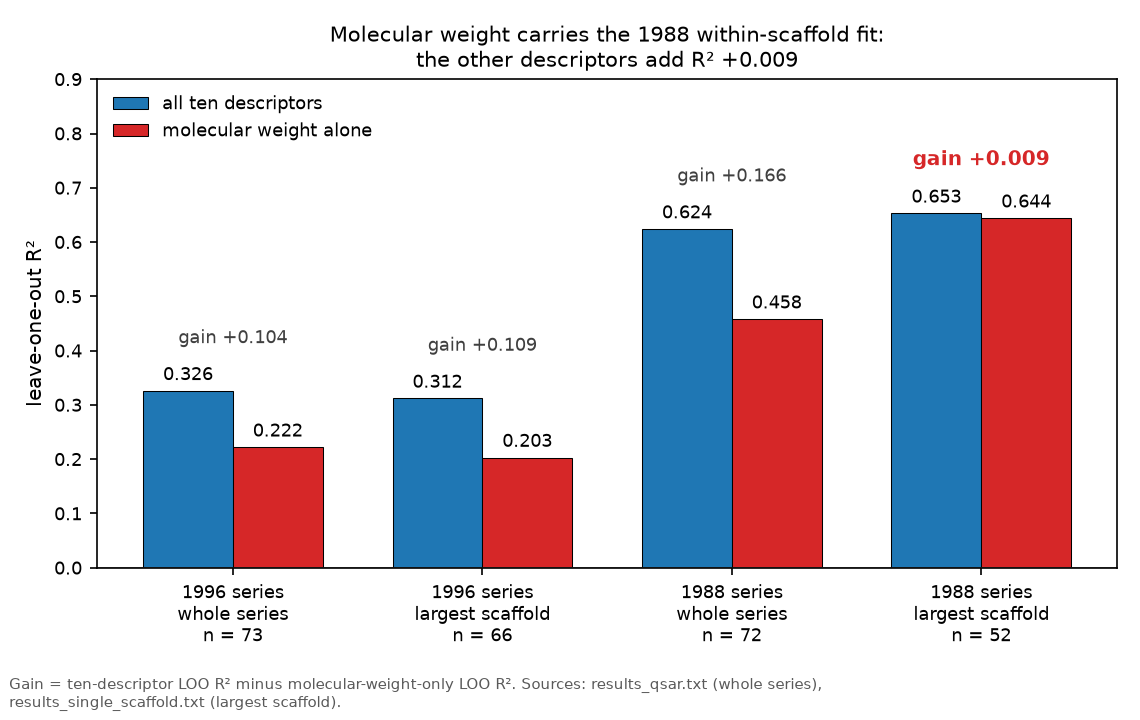 Molecular weight carries the 1988 within-scaffold fit:
the other descriptors add R² +0.009
0.9
0.8
0.7
0.6
0.5
0.4
0.3
0.2
0.1
0.0
leave-one-out R²
all ten descriptors
molecular weight alone
gain +0.104
0.326
0.222
gain +0.109
0.312
0.203
gain +0.166
0.624
0.458
gain +0.009
0.653
0.644
1996 series
whole series
n = 73
1996 series
largest scaffold
n = 66
1988 series
whole series
n = 72
1988 series
largest scaffold
n = 52
Gain = ten-descriptor LOO R² minus molecular-weight-only LOO R². Sources: results_qsar.txt (whole series),
results_single_scaffold.txt (largest scaffold).